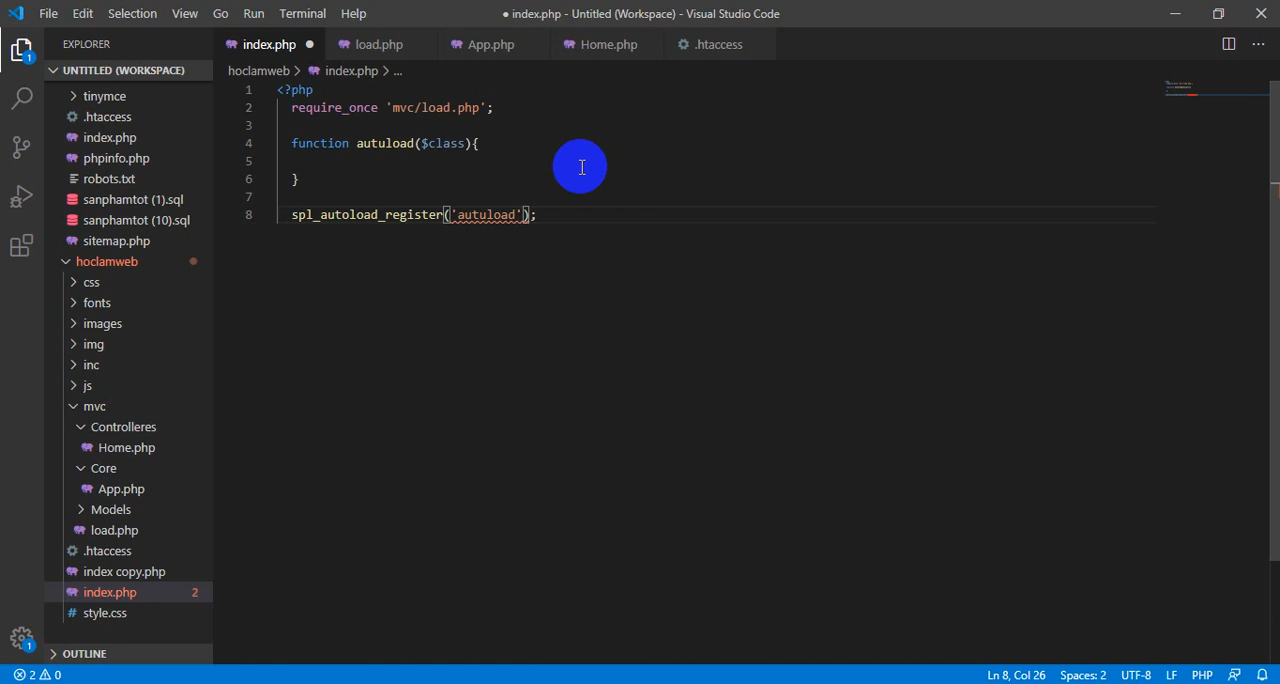 File Edit Selection View Go Run Terminal Help
● index.php - Untitled (Workspace) - Visual Studio Code
EXPLORER
index.php ●
load.php
App.php
Home.php
.htaccess
UNTITLED (WORKSPACE)
hoclamweb > index.php > ...
tinymce
.htaccess
index.php
phpinfo.php
robots.txt
sanphamtot (1).sql
sanphamtot (10).sql
sitemap.php
hoclamweb
css
fonts
images
img
inc
js
mvc
Controlleres
Home.php
Core
App.php
Models
load.php
.htaccess
index copy.php
index.php 2
style.css
OUTLINE
1 <?php
2 require_once 'mvc/load.php';
3
4 function autuload($class){
5
6 }
7
8 spl_autoload_register('autuload');
1
1
2 0
Ln 8, Col 26 Spaces: 2 UTF-8 LF PHP